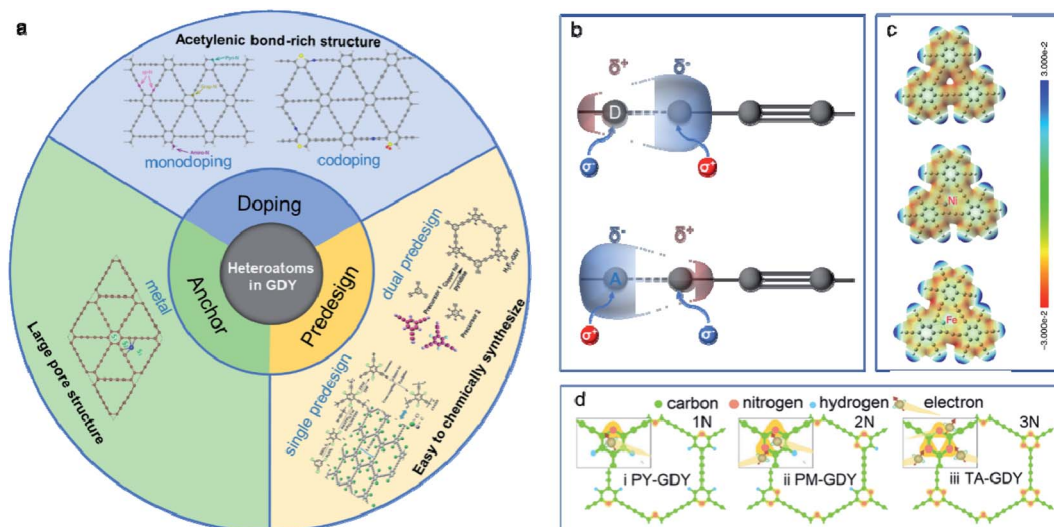 a
Acetylenic bond-rich structure
monodoping
codoping
Doping
Anchor
Predesign
Heteroatoms
in GDY
metal
Large pore structure
dual predesign
single predesign
Easy to chemically synthesize
Precursor 2
b
δ+
δ-
D
σ-
σ+
δ-
δ+
A
σ+
σ-
c
Ni
Fe
3.000e-2
-3.000e-2
d
carbon
nitrogen
hydrogen
electron
1N
2N
3N
i PY-GDY
ii PM-GDY
iii TA-GDY